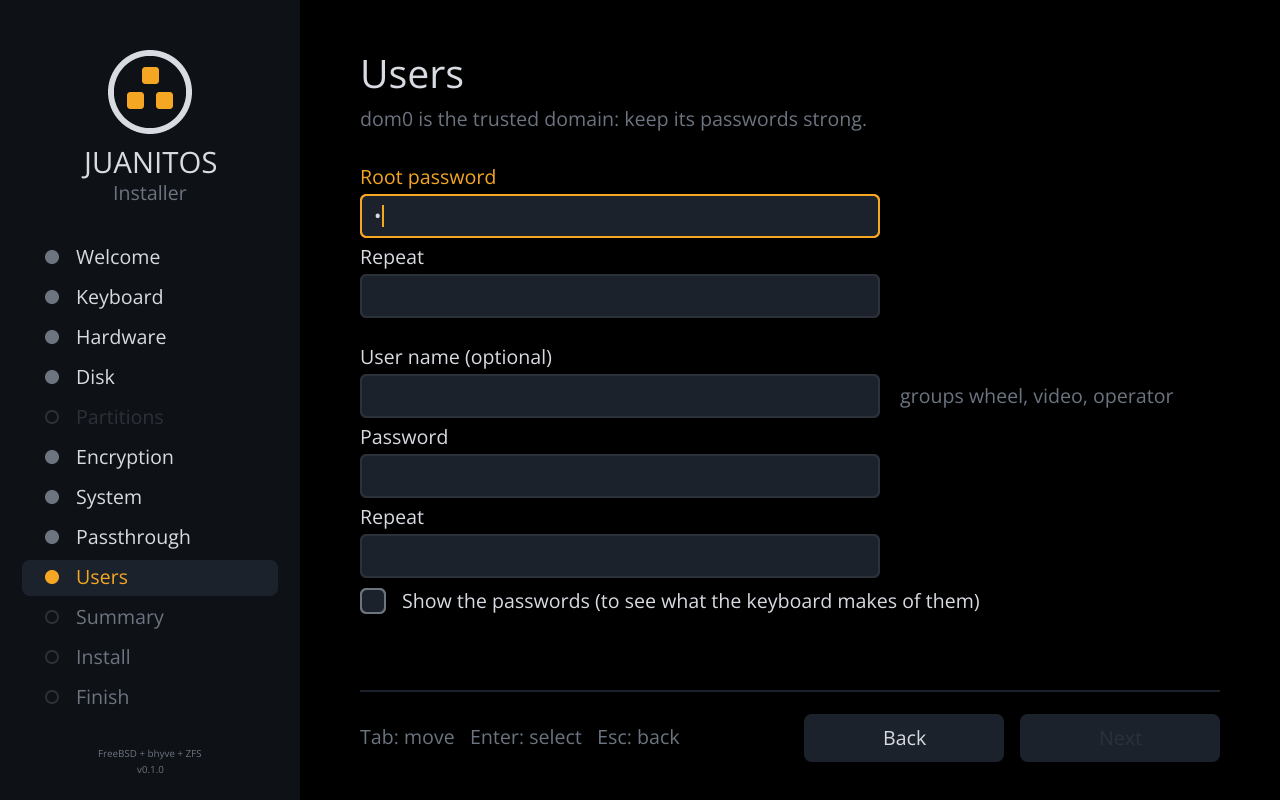 JUANITOS
Installer
Welcome
Keyboard
Hardware
Disk
Partitions
Encryption
System
Passthrough
Users
Summary
Install
Finish
FreeBSD + bhyve + ZFS
v0.1.0
Users
dom0 is the trusted domain: keep its passwords strong.
Root password
•
Repeat
User name (optional)
groups wheel, video, operator
Password
Repeat
Show the passwords (to see what the keyboard makes of them)
Tab: move Enter: select Esc: back
Back
Next